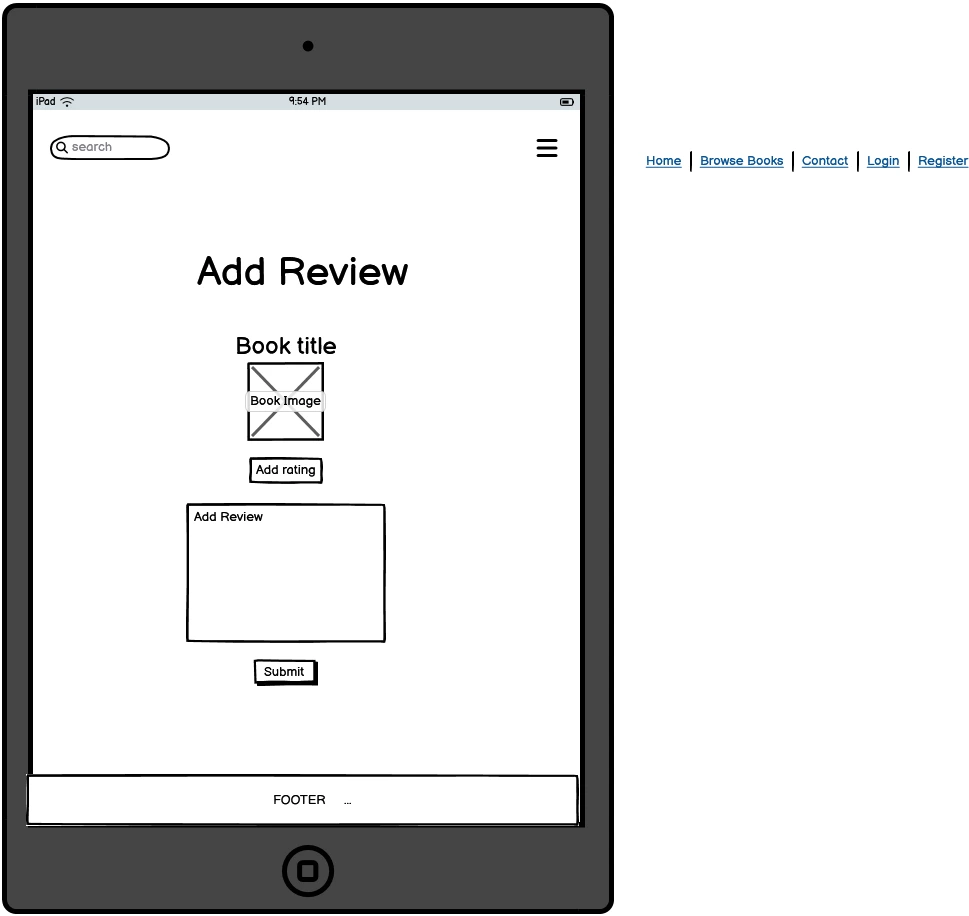 iPad 9:54 PM
search
Home Browse Books Contact Login Register
Add Review
Book title
Book Image
Add rating
Add Review
Submit
FOOTER ...